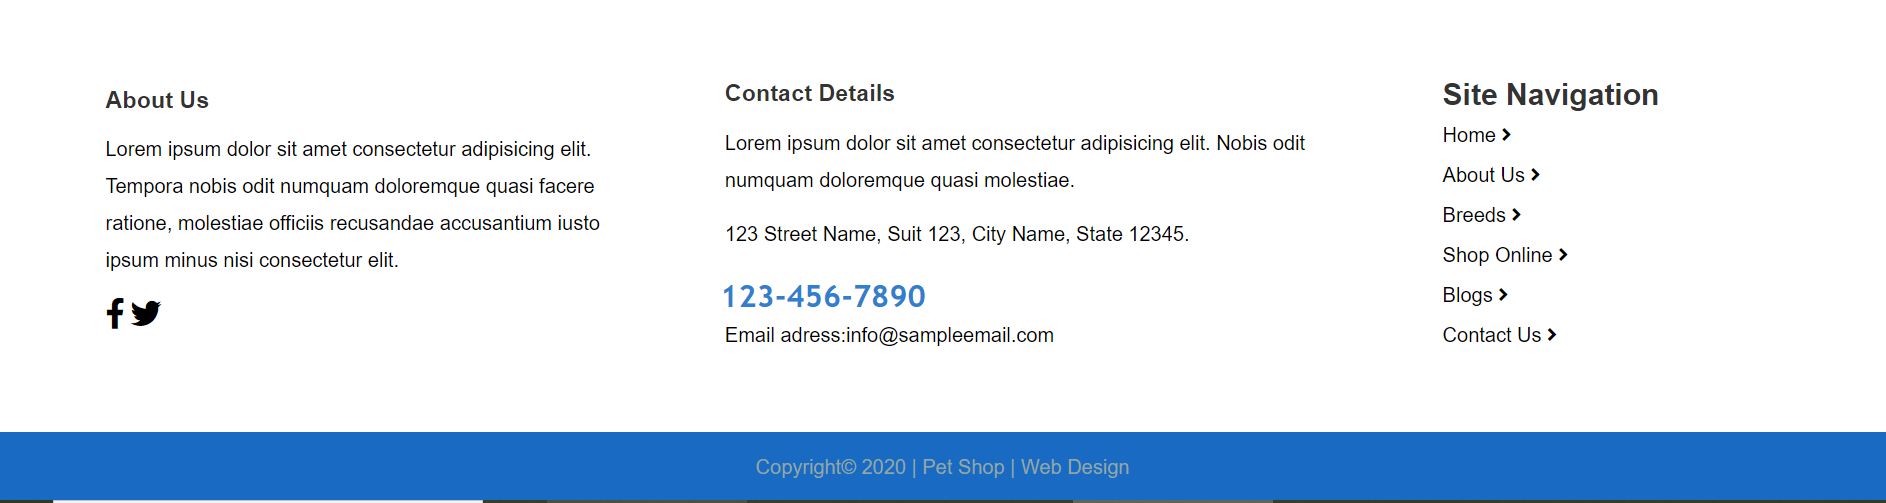 About Us
Lorem ipsum dolor sit amet consectetur adipisicing elit.
Tempora nobis odit numquam doloremque quasi facere
ratione, molestiae officiis recusandae accusantium iusto
ipsum minus nisi consectetur elit.
Contact Details
Lorem ipsum dolor sit amet consectetur adipisicing elit. Nobis odit
numquam doloremque quasi molestiae.
123 Street Name, Suit 123, City Name, State 12345.
123-456-7890
Email adress:info@sampleemail.com
Site Navigation
Home
About Us
Breeds
Shop Online
Blogs
Contact Us
Copyright© 2020 | Pet Shop | Web Design